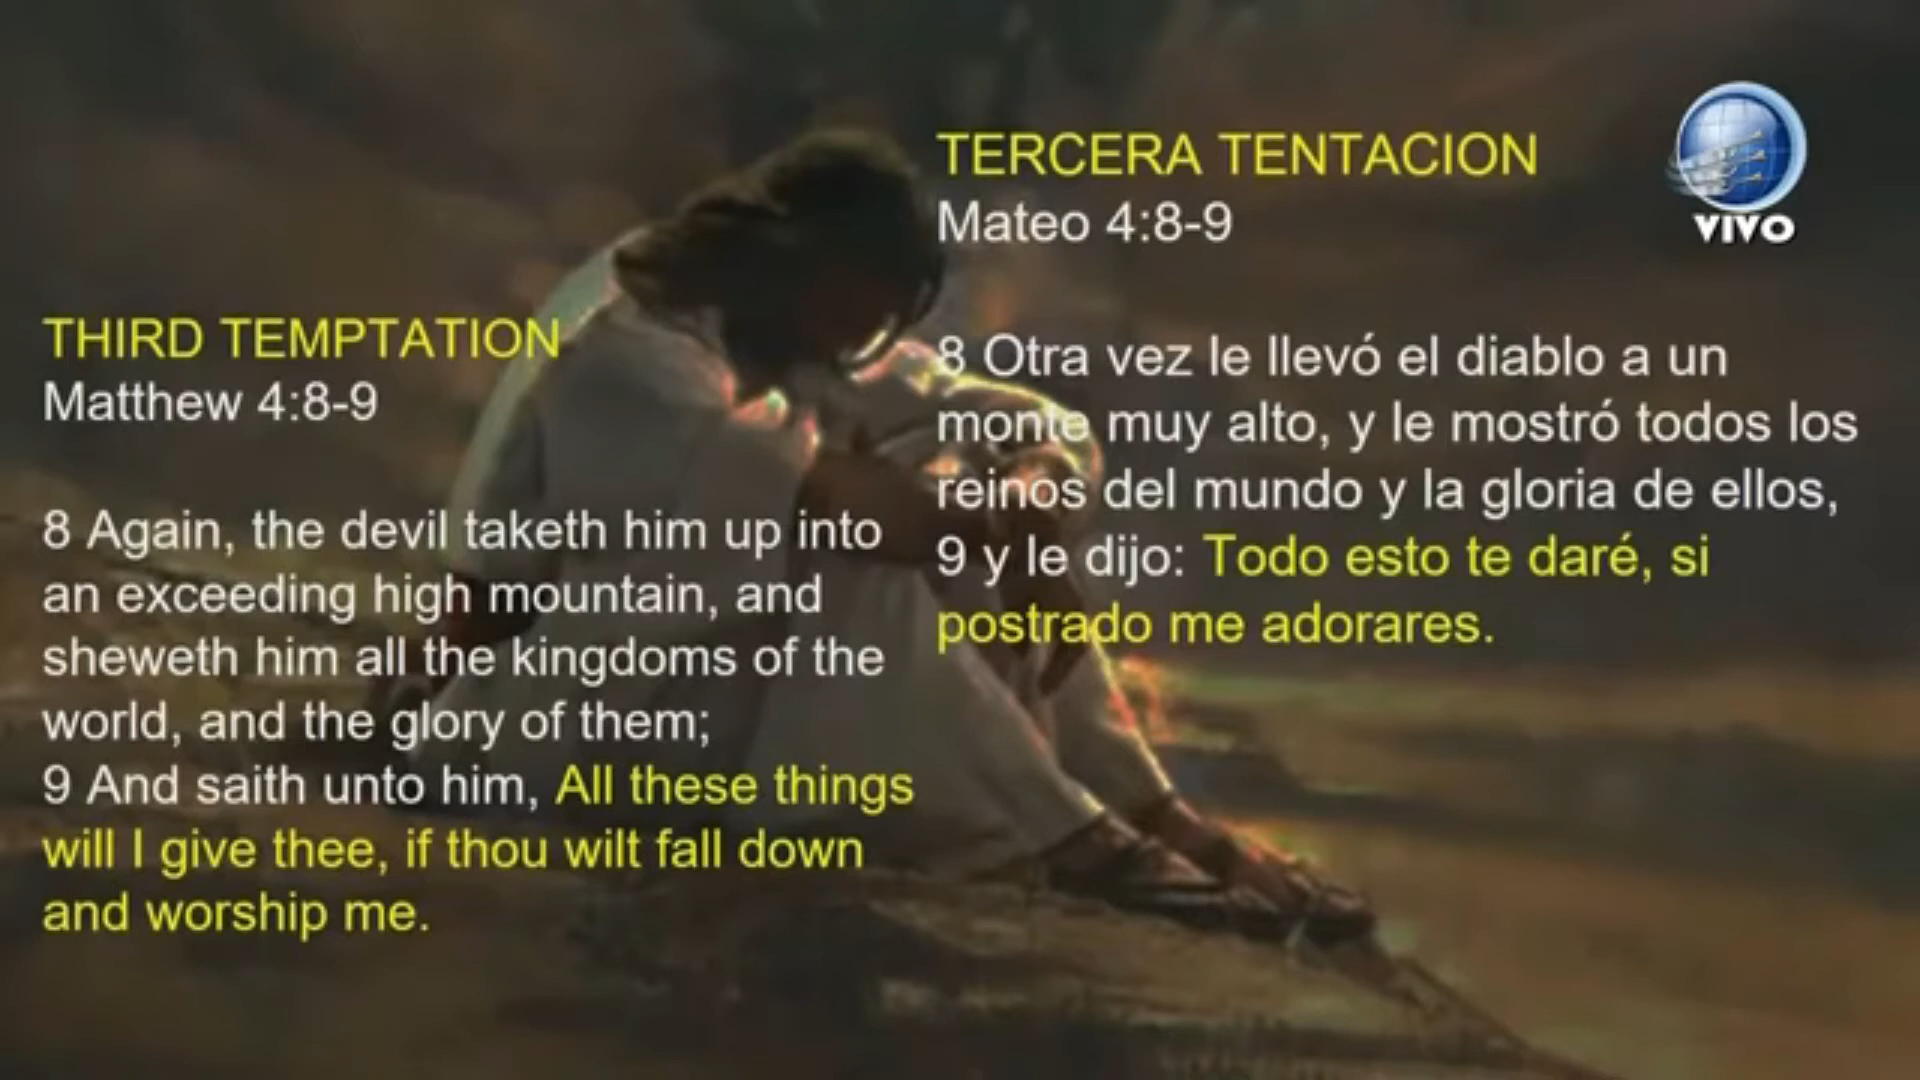 THIRD TEMPTATION
Matthew 4:8-9
8 Again, the devil taketh him up into
an exceeding high mountain, and
sheweth him all the kingdoms of the
world, and the glory of them;
9 And saith unto him, All these things
will I give thee, if thou wilt fall down
and worship me.
TERCERA TENTACION
Mateo 4:8-9
8 Otra vez le llevó el diablo a un
monte muy alto, y le mostró todos los
reinos del mundo y la gloria de ellos,
9 y le dijo: Todo esto te daré, si
postrado me adorares.
VIVO